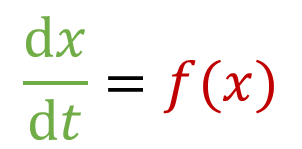 dx/dt = f(x)